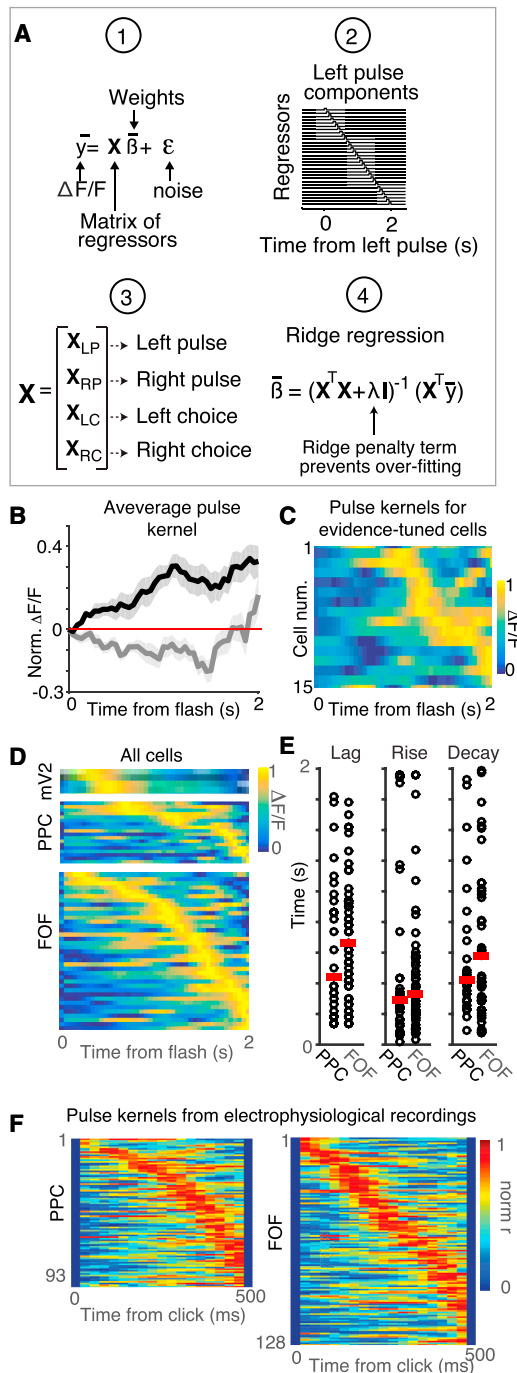 A
1
Weights
y = X ß + ε
ΔF/F
noise
Matrix of
regressors
2
Left pulse
components
Regressors
0
2
Time from left pulse (s)
3
X =
X_LP
Left pulse
X_RP
Right pulse
X_LC
Left choice
X_RC
Right choice
4
Ridge regression
ß = (X^T X + λI)^-1 (X^T y)
Ridge penalty term
prevents over-fitting
B
Aveverage pulse
kernel
Norm. ΔF/F
0.4
0
-0.3
0
2
Time from flash (s)
C
Pulse kernels for
evidence-tuned cells
Cell num.
1
15
0
2
Time from flash (s)
1
ΔF/F
0
D
All cells
mV2
PPC
FOF
1
ΔF/F
0
0
2
Time from flash (s)
E
Lag
Rise
Decay
2
Time (s)
0
PPC
FOF
PPC
FOF
PPC
FOF
F
Pulse kernels from electrophysiological recordings
1
PPC
93
0
500
Time from click (ms)
1
FOF
128
0
500
Time from click (ms)
1
norm r
0